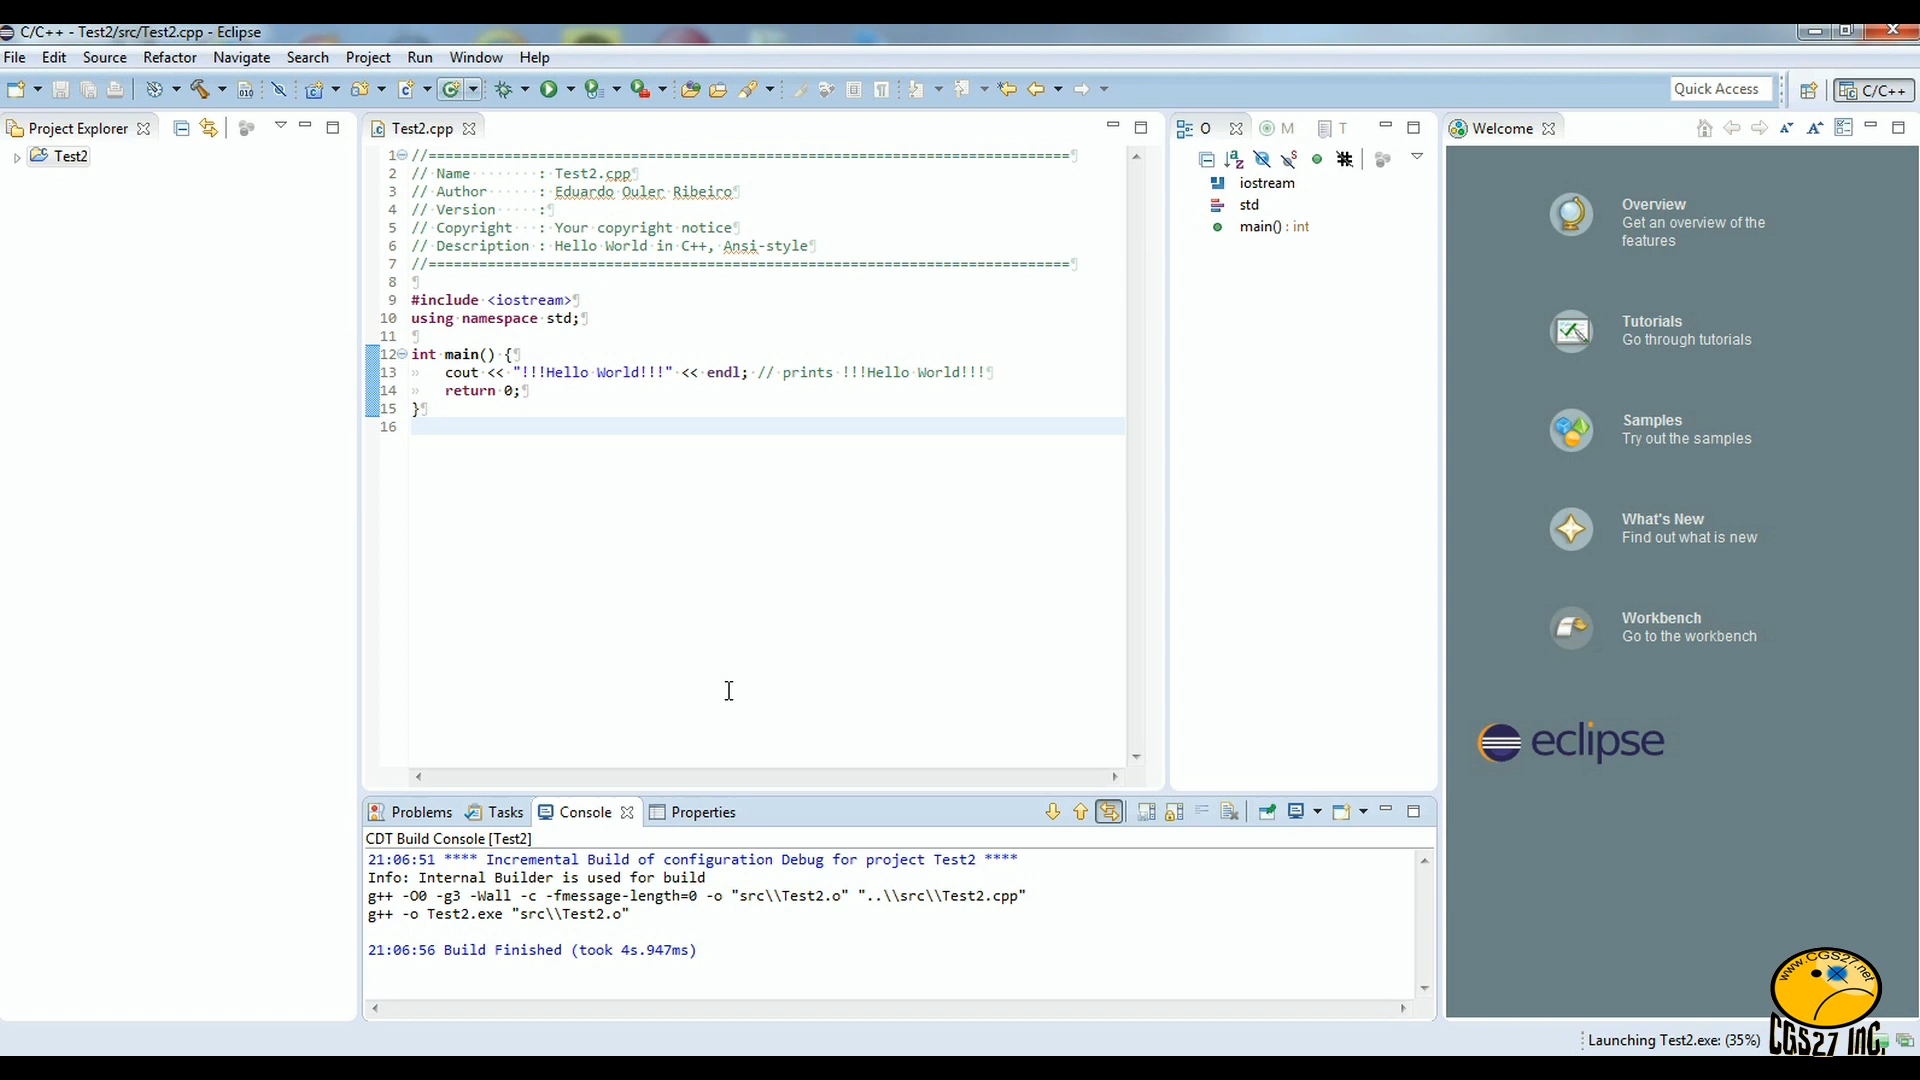 C/C++ - Test2/src/Test2.cpp - Eclipse
File Edit Source Refactor Navigate Search Project Run Window Help
Quick Access
C/C++
Project Explorer
Test2
Test2.cpp
1 //============================================================================
2 // Name        : Test2.cpp
3 // Author      : Eduardo Ouler Ribeiro
4 // Version     :
5 // Copyright   : Your copyright notice
6 // Description : Hello World in C++, Ansi-style
7 //============================================================================
8
9 #include <iostream>
10 using namespace std;
11
12 int main() {
13 cout << "!!!Hello World!!!" << endl; // prints !!!Hello World!!!
14 return 0;
15 }
16
O M T
iostream
std
main() : int
Welcome
Overview
Get an overview of the
features
Tutorials
Go through tutorials
Samples
Try out the samples
What's New
Find out what is new
Workbench
Go to the workbench
eclipse
Problems Tasks Console Properties
CDT Build Console [Test2]
21:06:51 **** Incremental Build of configuration Debug for project Test2 ****
Info: Internal Builder is used for build
g++ -O0 -g3 -Wall -c -fmessage-length=0 -o "src\\Test2.o" "..\\src\\Test2.cpp"
g++ -o Test2.exe "src\\Test2.o"
21:06:56 Build Finished (took 4s.947ms)
Launching Test2.exe: (35%)
www.CGS27.net
CGS27 INC.